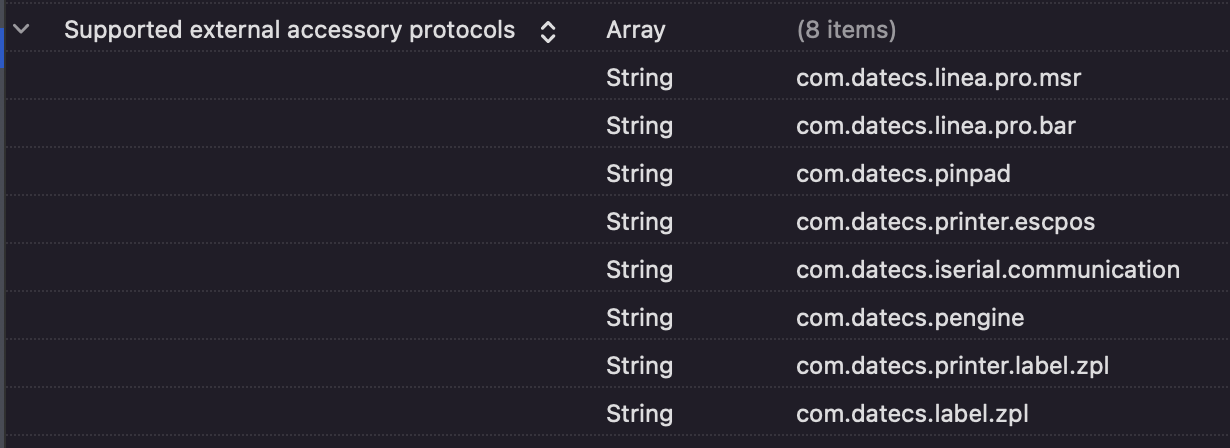 Supported external accessory protocols Array (8 items)
String com.datecs.linea.pro.msr
String com.datecs.linea.pro.bar
String com.datecs.pinpad
String com.datecs.printer.escpos
String com.datecs.iserial.communication
String com.datecs.pengine
String com.datecs.printer.label.zpl
String com.datecs.label.zpl